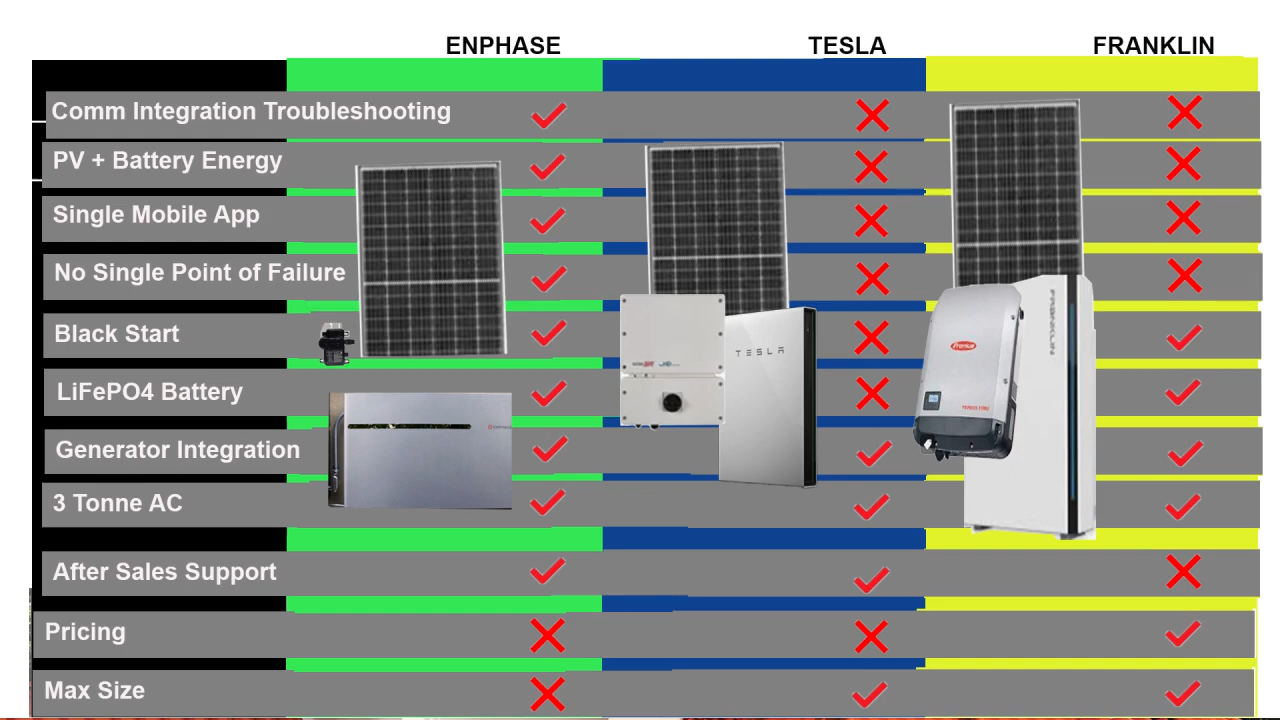 ENPHASE TESLA FRANKLIN
Comm Integration Troubleshooting
PV + Battery Energy
Single Mobile App
No Single Point of Failure
Black Start
LiFePO4 Battery
Generator Integration
3 Tonne AC
After Sales Support
Pricing
Max Size
TESLA
FRANKLIN
Fronius